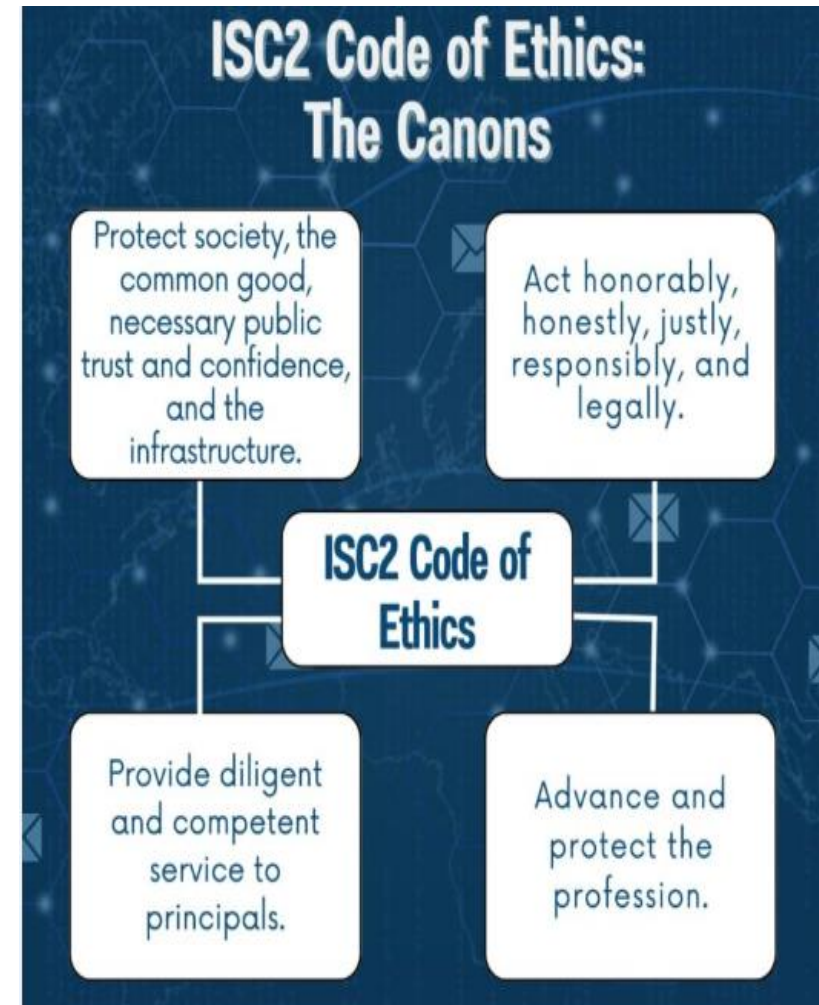 ISC2 Code of Ethics:
The Canons
Protect society, the
common good,
necessary public
trust and confidence,
and the
infrastructure.
Act honorably,
honestly, justly,
responsibly, and
legally.
ISC2 Code of
Ethics
Provide diligent
and competent
service to
principals.
Advance and
protect the
profession.